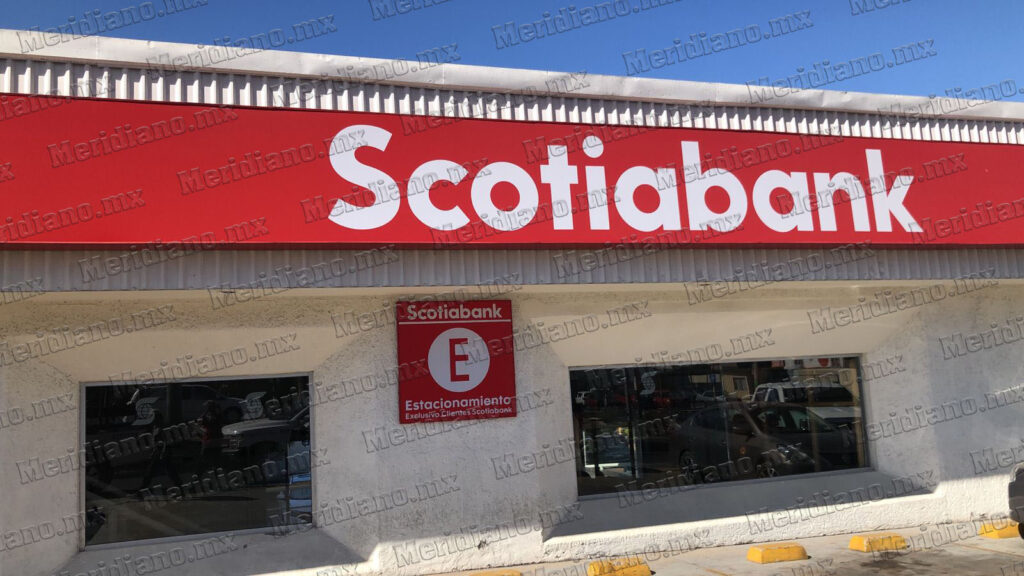 Scotiabank
Scotiabank
E
Estacionamiento
Exclusivo Clientes Scotiabank
Meridiano.mx